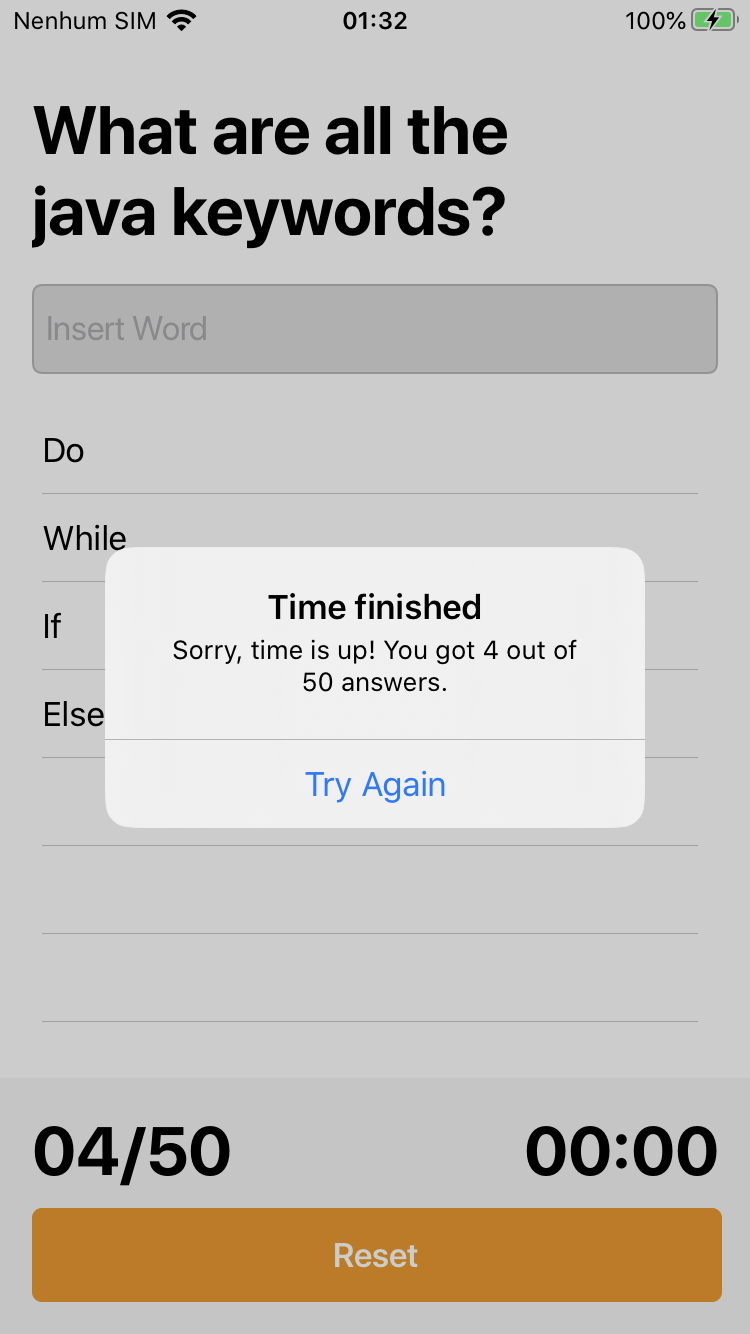 Nenhum SIM 01:32 100%
What are all the
java keywords?
Insert Word
Do
While
If
Else
Time finished
Sorry, time is up! You got 4 out of
50 answers.
Try Again
04/50 00:00
Reset